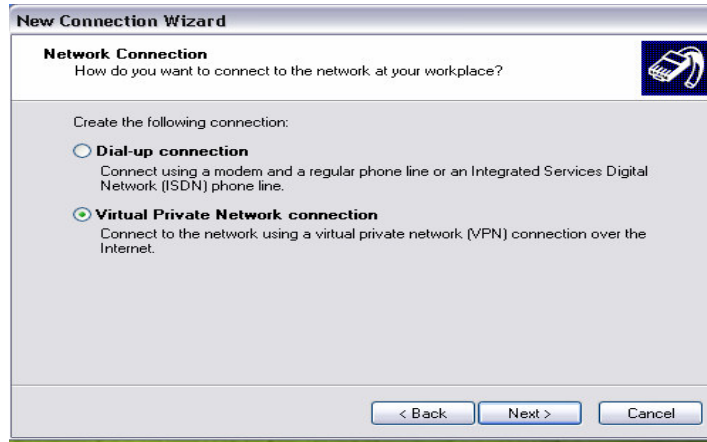 New Connection Wizard
Network Connection
How do you want to connect to the network at your workplace?
Create the following connection:
Dial-up connection
Connect using a modem and a regular phone line or an Integrated Services Digital
Network (ISDN) phone line.
Virtual Private Network connection
Connect to the network using a virtual private network (VPN) connection over the
Internet.
< Back
Next >
Cancel